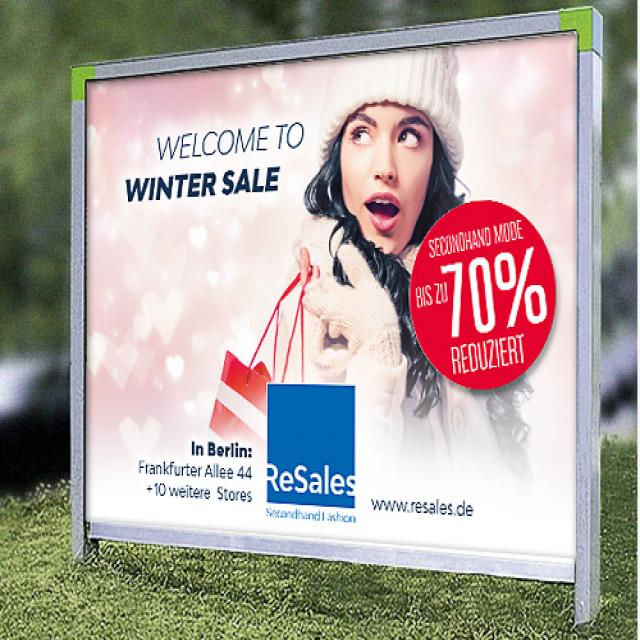 WELCOME TO
WINTER SALE
SECONDHAND MODE
BIS ZU 70%
REDUZIERT
In Berlin:
Frankfurter Allee 44
+10 weitere Stores
ReSales
Secondhand Fashion
www.resales.de